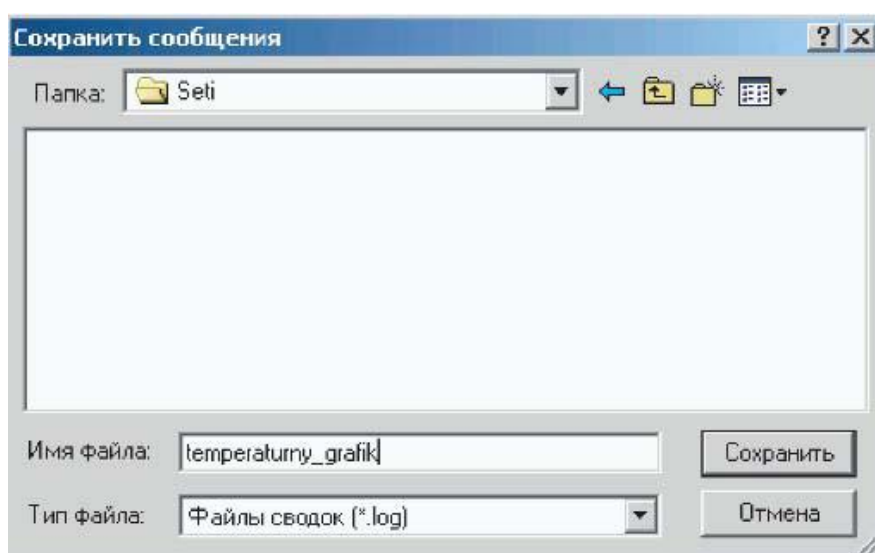 Сохранить сообщения
Папка: Seti
Имя файла: temperaturny_grafik
Сохранить
Тип файла: Файлы сводок (*.log)
Отмена